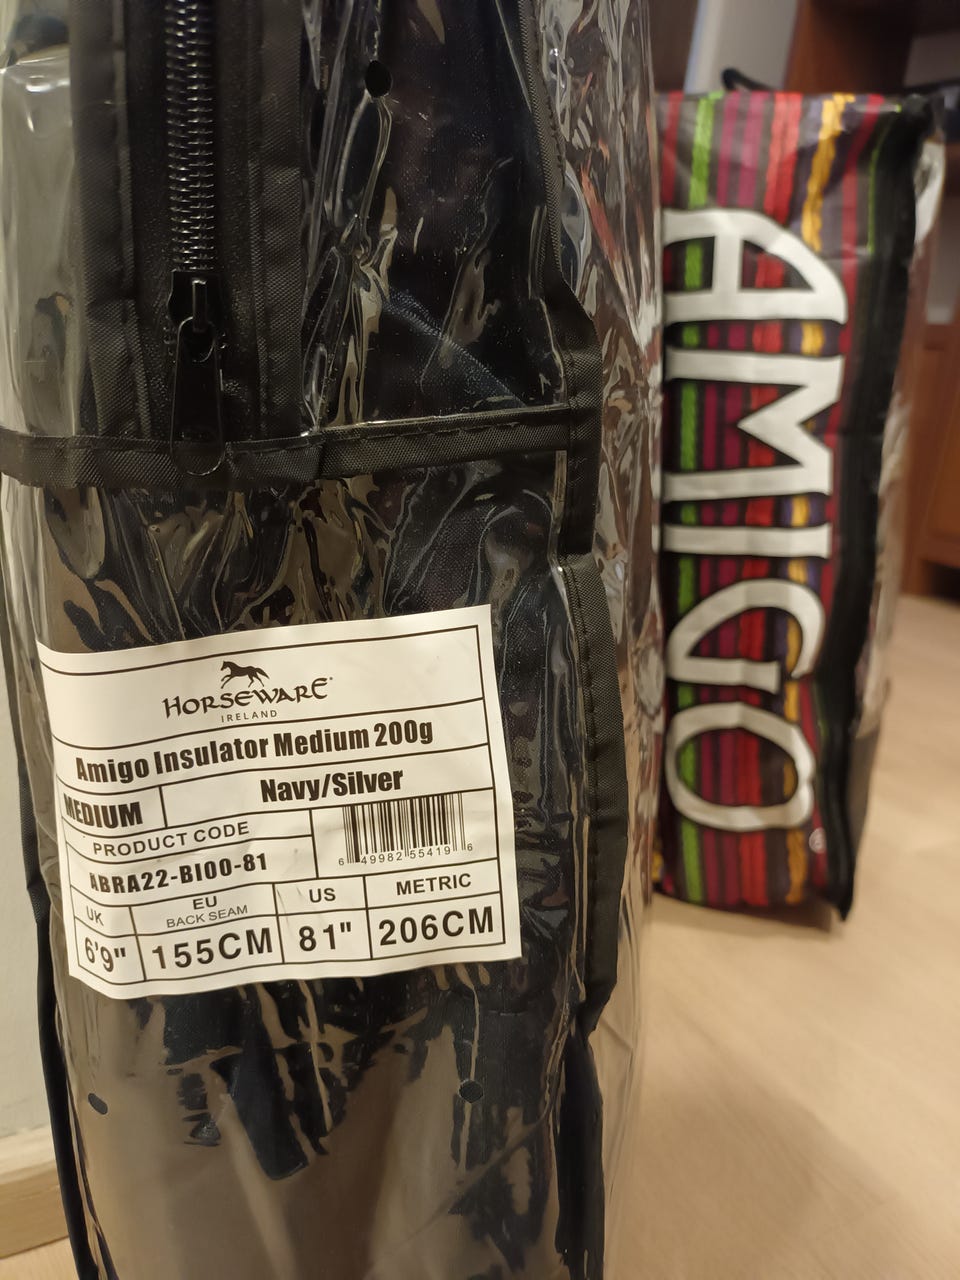 HORSEWARE®
IRELAND
Amigo Insulator Medium 200g
MEDIUM
Navy/Silver
PRODUCT CODE
ABRA22-BI00-81
6 49982 55419 6
UK
EU
BACK SEAM
US
METRIC
6'9"
155CM
81"
206CM
AMIGO®